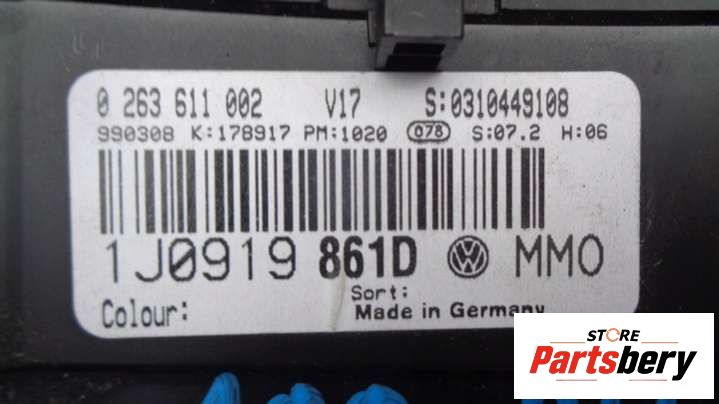 0 263 611 002 V17 S:0310449108
990308 K:178917 PM:1020 078 S:07.2 H:06
1J0919 861D VW MMO
Sort:
Colour: Made in Germany
STORE
Partsbery